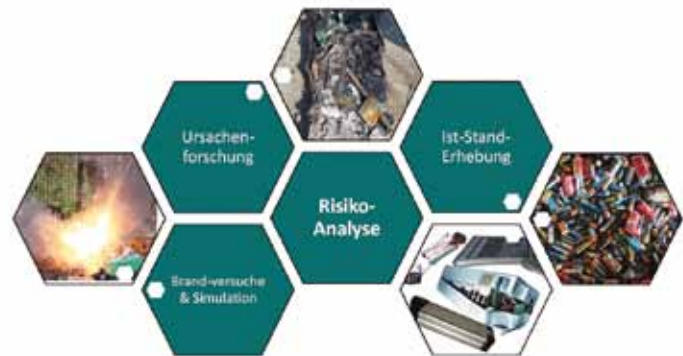 Ursachen-
forschung
Ist-Stand-
Erhebung
Risiko-
Analyse
Brand-versuche
& Simulation